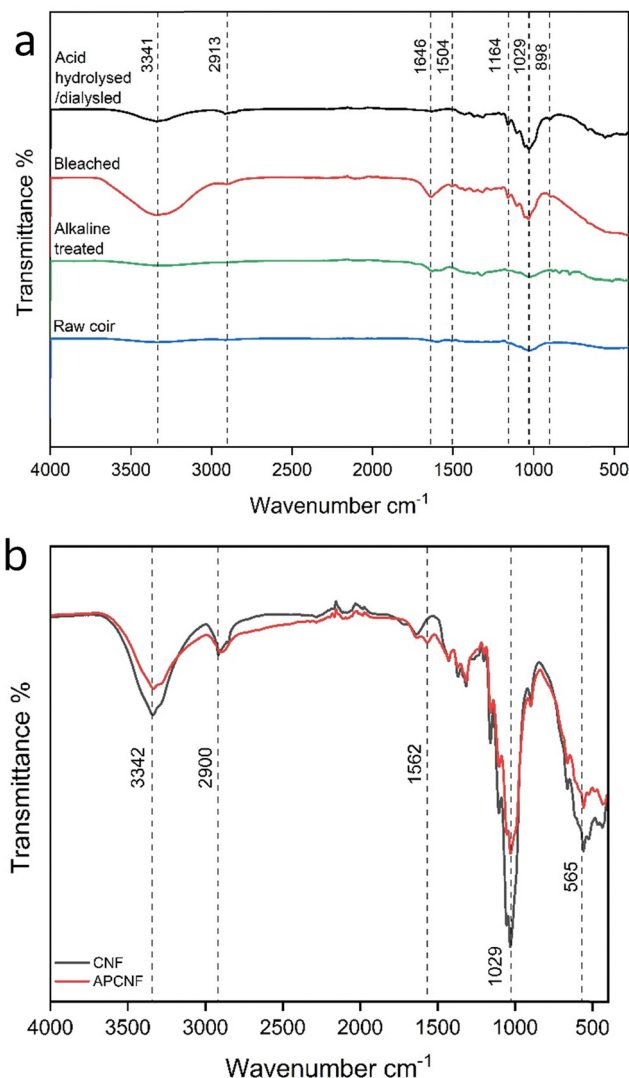 a
Acid
hydrolysed
/dialysled
3341
2913
1646
1504
1164
1029
898
Bleached
Alkaline
treated
Raw coir
Transmittance %
4000 3500 3000 2500 2000 1500 1000 500
Wavenumber cm⁻¹
b
Transmittance %
3342
2900
1562
1029
565
CNF
APCNF
4000 3500 3000 2500 2000 1500 1000 500
Wavenumber cm⁻¹